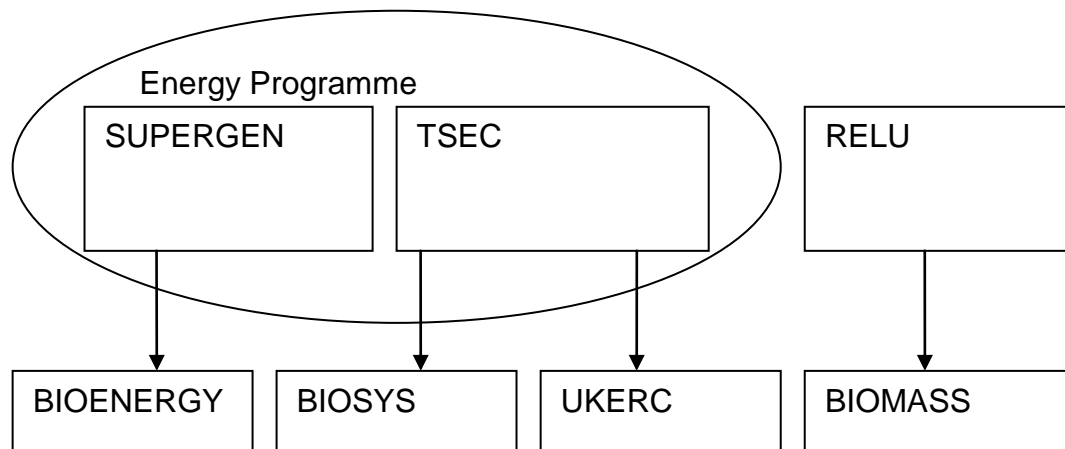 Energy Programme
SUPERGEN
TSEC
RELU
BIOENERGY
BIOSYS
UKERC
BIOMASS